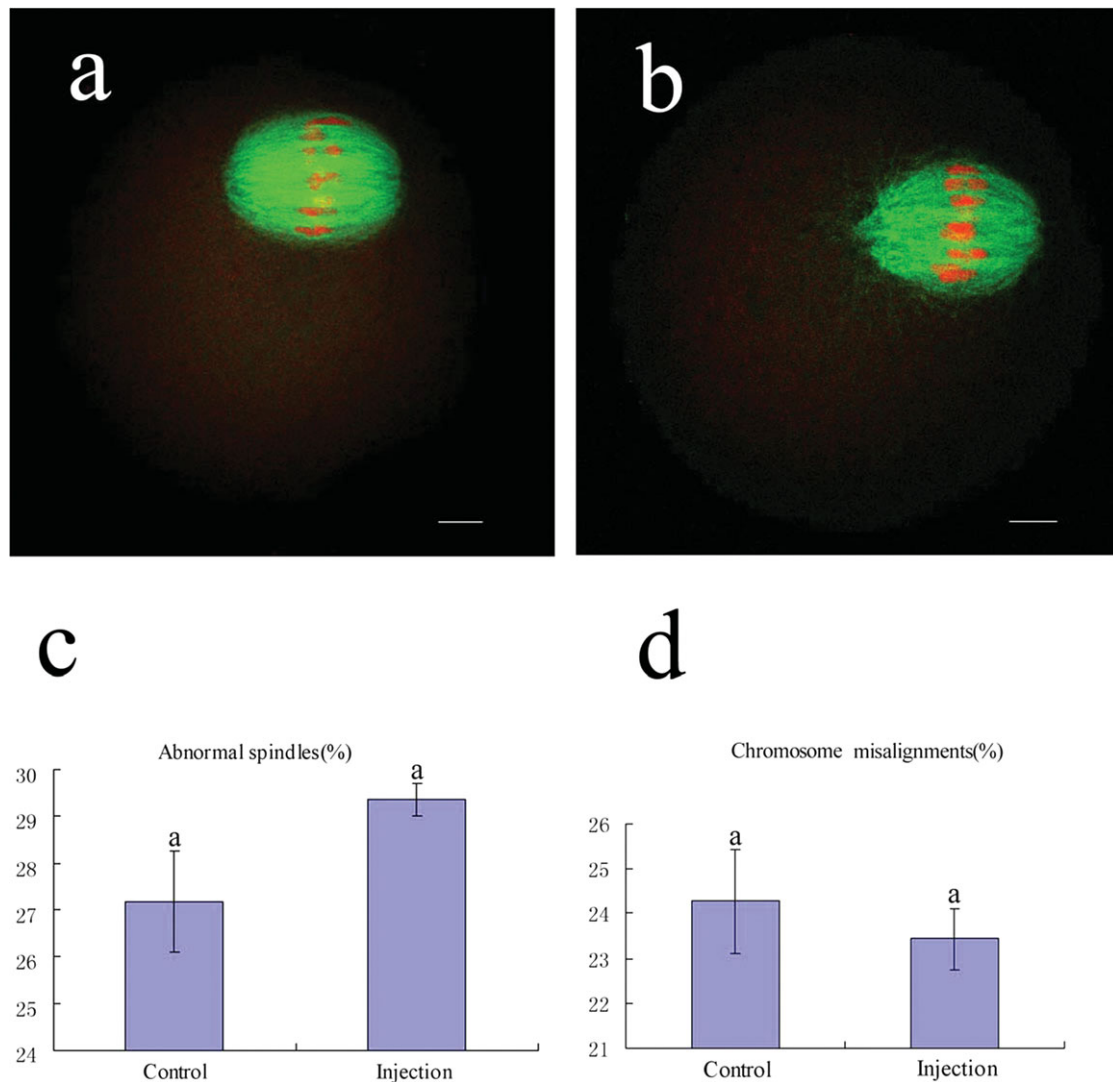 a
b
c
d
Abnormal spindles(%)
30
29
28
27
26
25
24
a
a
Control
Injection
Chromosome misalignments(%)
26
25
24
23
22
21
a
a
Control
Injection